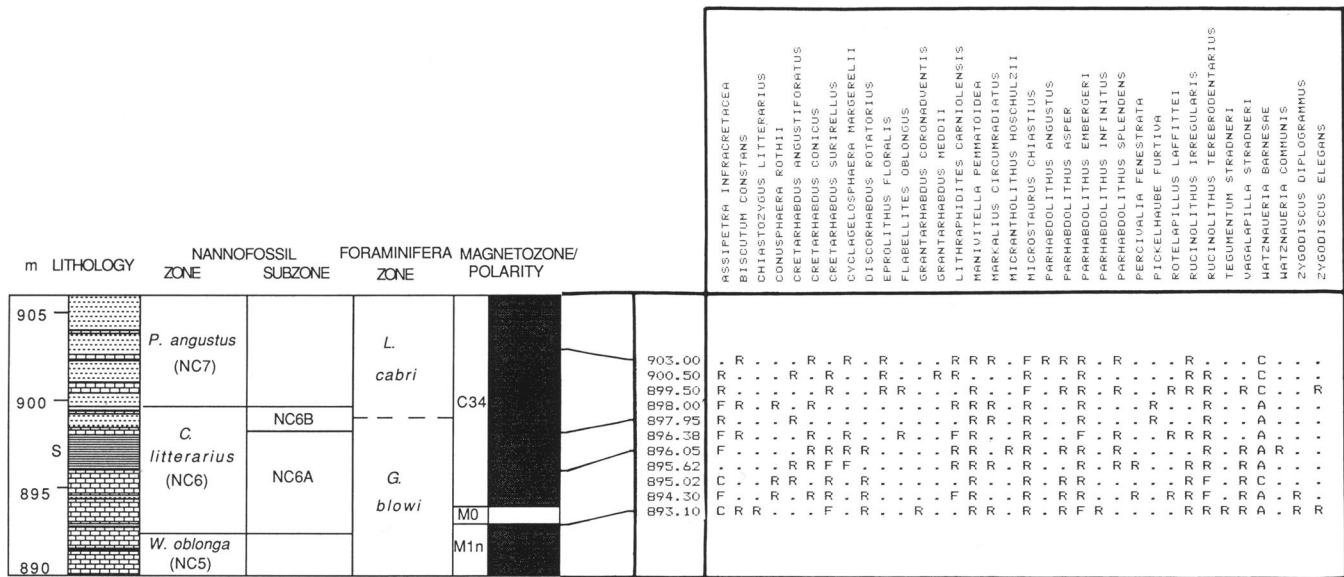 ASSIPETRA INFRACRETACEA
BISCUTUM CONSTANS
CHIASTOZYGUS LITTERARIUS
CONUSPHAERA ROTHII
CRETARHABDUS ANGUSTIFORATUS
CRETARHABDUS CONICUS
CRETARHABDUS SURIRELLUS
CYCLAGELOSPHAERA MARGERELII
DISCORHABDUS ROTATORIUS
EPROLITHUS FLORALIS
FLABELLITES OBLONGUS
GRANTARHABDUS CORONADVENTIS
GRANTARHABDUS MEDDII
LITHRAPHIDITES CARNIOLENSIS
MANIVITELLA PEMMATOIDEA
MARKALIUS CIRCUMRADIATUS
MICRANTHOLITHUS HOSCHULZII
MICROSTAURUS CHIASTIUS
PARHABDOLITHUS ANGUSTUS
PARHABDOLITHUS ASPER
PARHABDOLITHUS EMBERGERI
PARHABDOLITHUS INFINITUS
PARHABDOLITHUS SPLENDENS
PERCIVALIA FENESTRATA
PICKELHAUBE FURTIVA
ROTELAPILLUS LAFFITTEI
RUCINOLITHUS IRREGULARIS
RUCINOLITHUS TEREBRODENTARIUS
TEGUMENTUM STRADNERI
VAGALAPILLA STRADNERI
WATZNAUERIA BARNESAE
WATZNAUERIA COMMUNIS
ZYGODISCUS DIPLOGRAMMUS
ZYGODISCUS ELEGANS
m LITHOLOGY
NANNOFOSSIL
ZONE SUBZONE
FORAMINIFERA
ZONE
MAGNETOZONE/
POLARITY
905
900
S
895
890
P. angustus
(NC7)
C.
litterarius
(NC6)
W. oblonga
(NC5)
NC6B
NC6A
L.
cabri
G.
blowi
C34
M0
M1n
903.00 . R . . . R . R . R . . . R R R . F R R R . R . . . R . . . C . . .
900.50 R . . . R . R . . R . . R R . . . R . . R . . . . . R R . . C . . .
899.50 R . . . . . R . . R R . . . R . . F . R R . R . . R R R . R C . . R
898.00 F R . R . R . . . . . . . R R R . R . . F . . . R . . R . . A . . .
897.95 R . . . R . . . . . . . . . R R . R . . R . . . R . . R . . A . . .
896.38 F R . . . R . R . . R . . F R . . R . . F . R . . R R R . . A . . .
896.05 F . . . . R R R R . . . . R R . R R . R R . R . . . R R . R A R . .
895.62 . . . . R R F F . . . . . R R R . R . . R . R R . . R R . R A . . .
895.02 C . . R R . R . R . . . . . R . . R . R R . . . . . R F . R C . . .
894.30 F . . R . R R . R . . . . F R . . R . R R . . R . R R F . R A . R .
893.10 C R R . . . F . R . . R . . R R . R . R F R . . . . R R R R A . R R